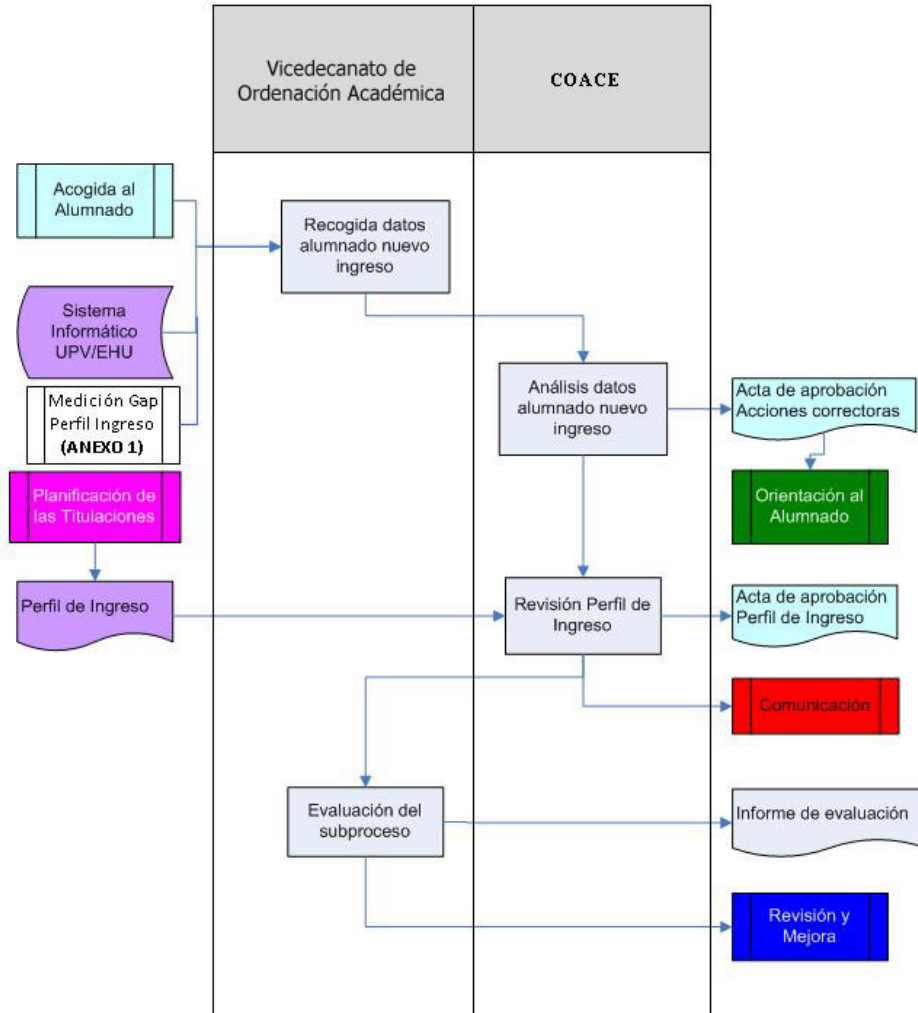 Vicedecanato de
Ordenación Académica
COACE
Acogida al
Alumnado
Recogida datos
alumnado nuevo
ingreso
Sistema
Informático
UPV/EHU
Medición Gap
Perfil Ingreso
(ANEXO 1)
Análisis datos
alumnado nuevo
ingreso
Acta de aprobación
Acciones correctoras
Planificación de
las Titulaciones
Orientación al
Alumnado
Perfil de Ingreso
Revisión Perfil de
Ingreso
Acta de aprobación
Perfil de Ingreso
Comunicación
Evaluación del
subproceso
Informe de evaluación
Revisión y
Mejora